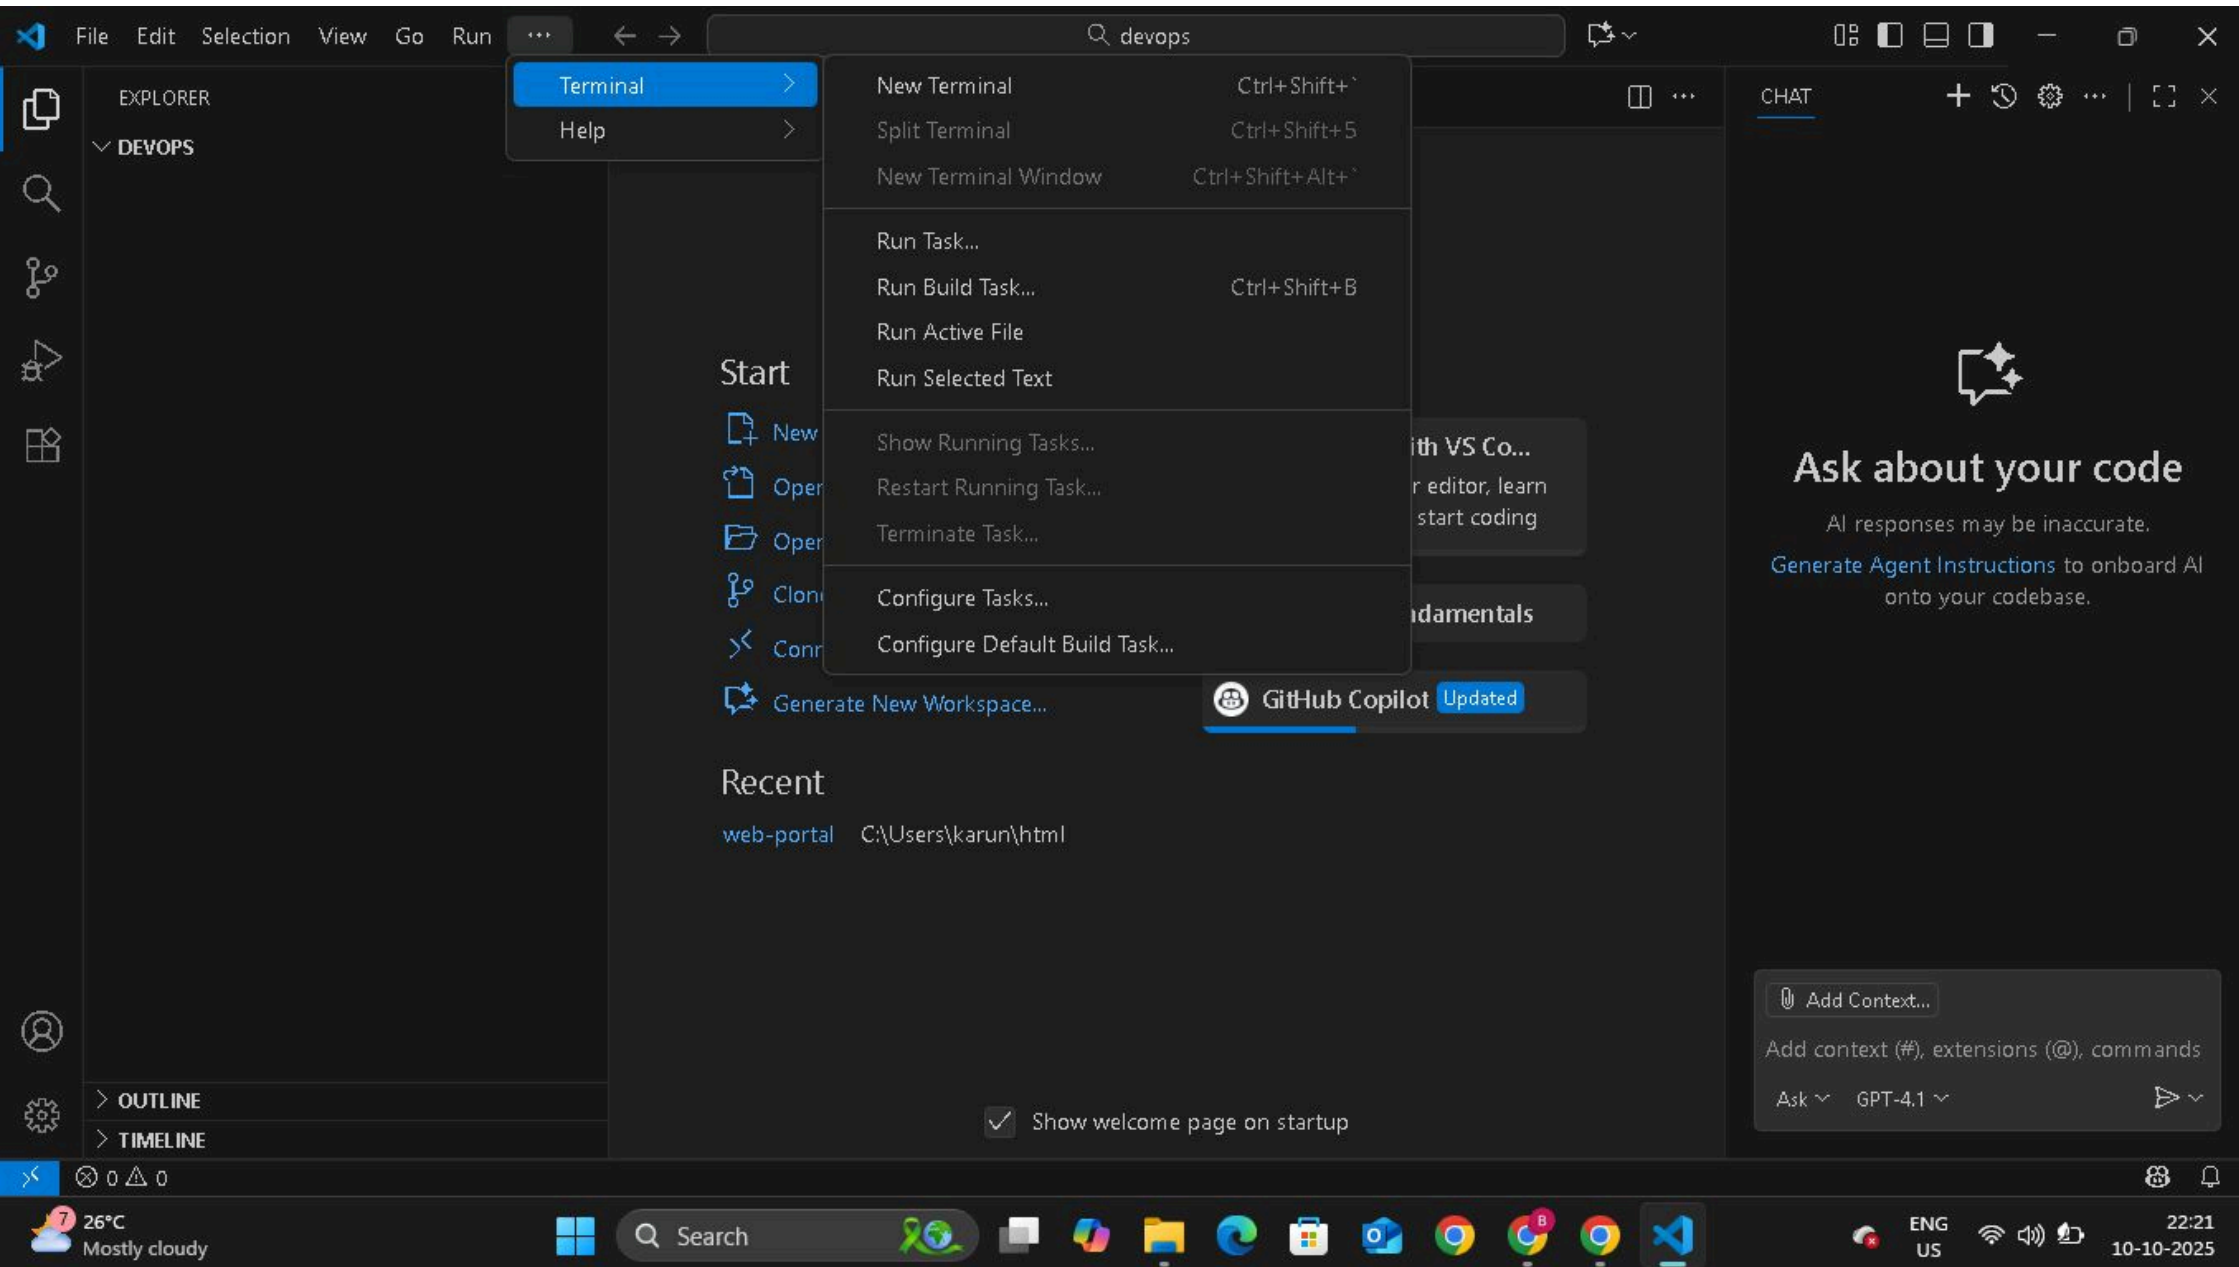 File Edit Selection View Go Run ··· devops
EXPLORER
DEVOPS
Terminal
Help
New Terminal Ctrl+Shift+`
Split Terminal Ctrl+Shift+5
New Terminal Window Ctrl+Shift+Alt+`
Run Task...
Run Build Task... Ctrl+Shift+B
Run Active File
Run Selected Text
Show Running Tasks...
Restart Running Task...
Terminate Task...
Configure Tasks...
Configure Default Build Task...
Start
New
Generate New Workspace...
ith VS Co...
r editor, learn
start coding
GitHub Copilot Updated
Recent
web-portal C:\Users\karun\html
Show welcome page on startup
CHAT
Ask about your code
AI responses may be inaccurate.
Generate Agent Instructions to onboard AI
onto your codebase.
Add Context...
Add context (#), extensions (@), commands
Ask GPT-4.1
OUTLINE
TIMELINE
0 0
7 26°C
Mostly cloudy
Search
B
ENG
US
22:21
10-10-2025